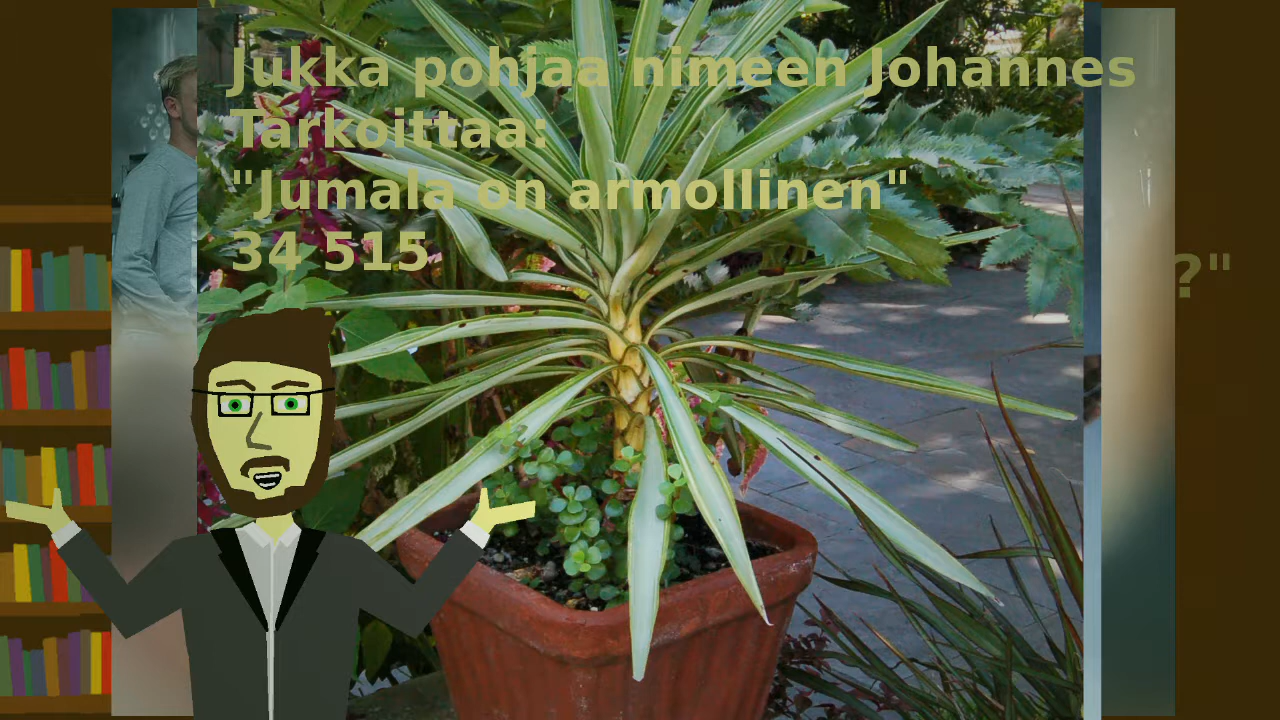 Jukka pohjaa nimeen Johannes
Tarkoittaa:
"Jumala on armollinen"
34 515
?"